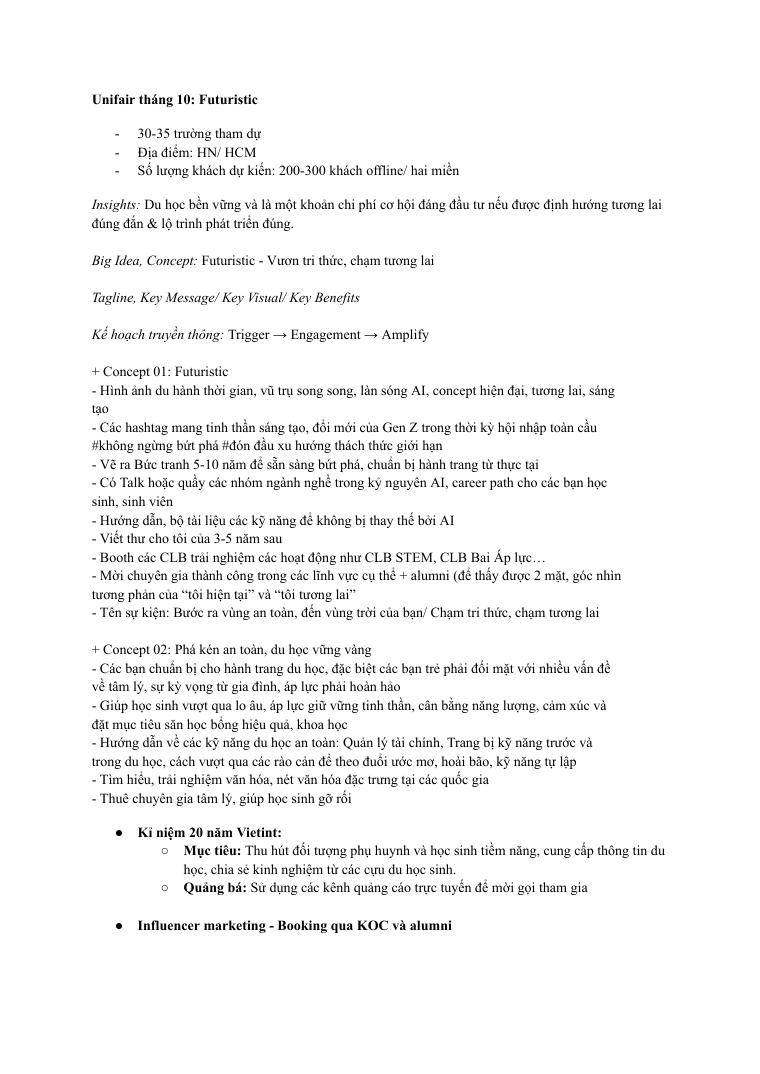 Unifair tháng 10: Futuristic
- 30-35 trường tham dự
- Địa điểm: HN/ HCM
- Số lượng khách dự kiến: 200-300 khách offline/ hai miền
Insights: Du học bền vững và là một khoản chi phí cơ hội đáng đầu tư nếu được định hướng tương lai
đúng đắn & lộ trình phát triển đúng.
Big Idea, Concept: Futuristic - Vươn tri thức, chạm tương lai
Tagline, Key Message/ Key Visual/ Key Benefits
Kế hoạch truyền thông: Trigger → Engagement → Amplify
+ Concept 01: Futuristic
- Hình ảnh du hành thời gian, vũ trụ song song, làn sóng AI, concept hiện đại, tương lai, sáng
tạo
- Các hashtag mang tinh thần sáng tạo, đổi mới của Gen Z trong thời kỳ hội nhập toàn cầu
#không ngừng bứt phá #đón đầu xu hướng thách thức giới hạn
- Vẽ ra Bức tranh 5-10 năm để sẵn sàng bứt phá, chuẩn bị hành trang từ thực tại
- Có Talk hoặc quầy các nhóm ngành nghề trong kỷ nguyên AI, career path cho các bạn học
sinh, sinh viên
- Hướng dẫn, bộ tài liệu các kỹ năng để không bị thay thế bởi AI
- Viết thư cho tôi của 3-5 năm sau
- Booth các CLB trải nghiệm các hoạt động như CLB STEM, CLB Bai Áp lực…
- Mời chuyên gia thành công trong các lĩnh vực cụ thể + alumni (để thấy được 2 mặt, góc nhìn
tương phản của “tôi hiện tại” và “tôi tương lai”
- Tên sự kiện: Bước ra vùng an toàn, đến vùng trời của bạn/ Chạm tri thức, chạm tương lai
+ Concept 02: Phá kén an toàn, du học vững vàng
- Các bạn chuẩn bị cho hành trang du học, đặc biệt các bạn trẻ phải đối mặt với nhiều vấn đề
về tâm lý, sự kỳ vọng từ gia đình, áp lực phải hoàn hảo
- Giúp học sinh vượt qua lo âu, áp lực giữ vững tinh thần, cân bằng năng lượng, cảm xúc và
đặt mục tiêu săn học bổng hiệu quả, khoa học
- Hướng dẫn về các kỹ năng du học an toàn: Quản lý tài chính, Trang bị kỹ năng trước và
trong du học, cách vượt qua các rào cản để theo đuổi ước mơ, hoài bão, kỹ năng tự lập
- Tìm hiểu, trải nghiệm văn hóa, nét văn hóa đặc trưng tại các quốc gia
- Thuê chuyên gia tâm lý, giúp học sinh gỡ rối
● Kỉ niệm 20 năm Vietint:
○ Mục tiêu: Thu hút đối tượng phụ huynh và học sinh tiềm năng, cung cấp thông tin du
học, chia sẻ kinh nghiệm từ các cựu du học sinh.
○ Quảng bá: Sử dụng các kênh quảng cáo trực tuyến để mời gọi tham gia
● Influencer marketing - Booking qua KOC và alumni